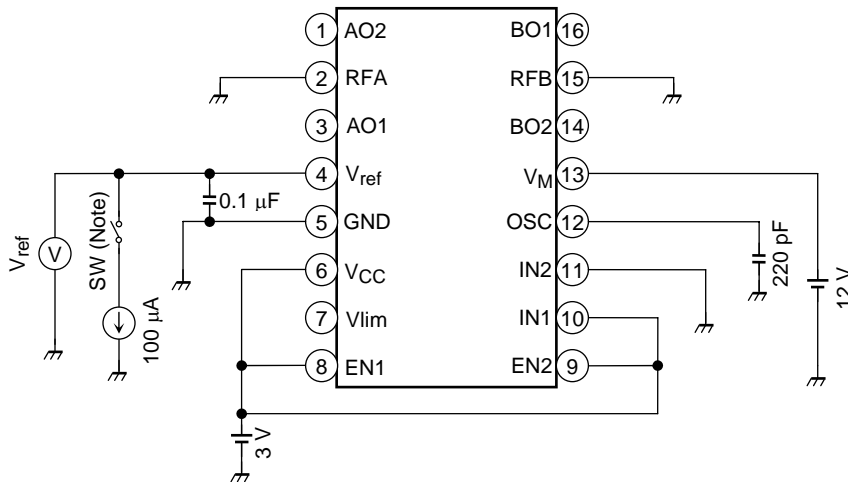 1 AO2 BO1 16
2 RFA RFB 15
3 AO1 BO2 14
4 Vref VM 13
0.1 μF
5 GND OSC 12
6 VCC IN2 11
7 Vlim IN1 10
8 EN1 EN2 9
Vref
V
SW (Note)
100 μA
3 V
220 pF
12 V